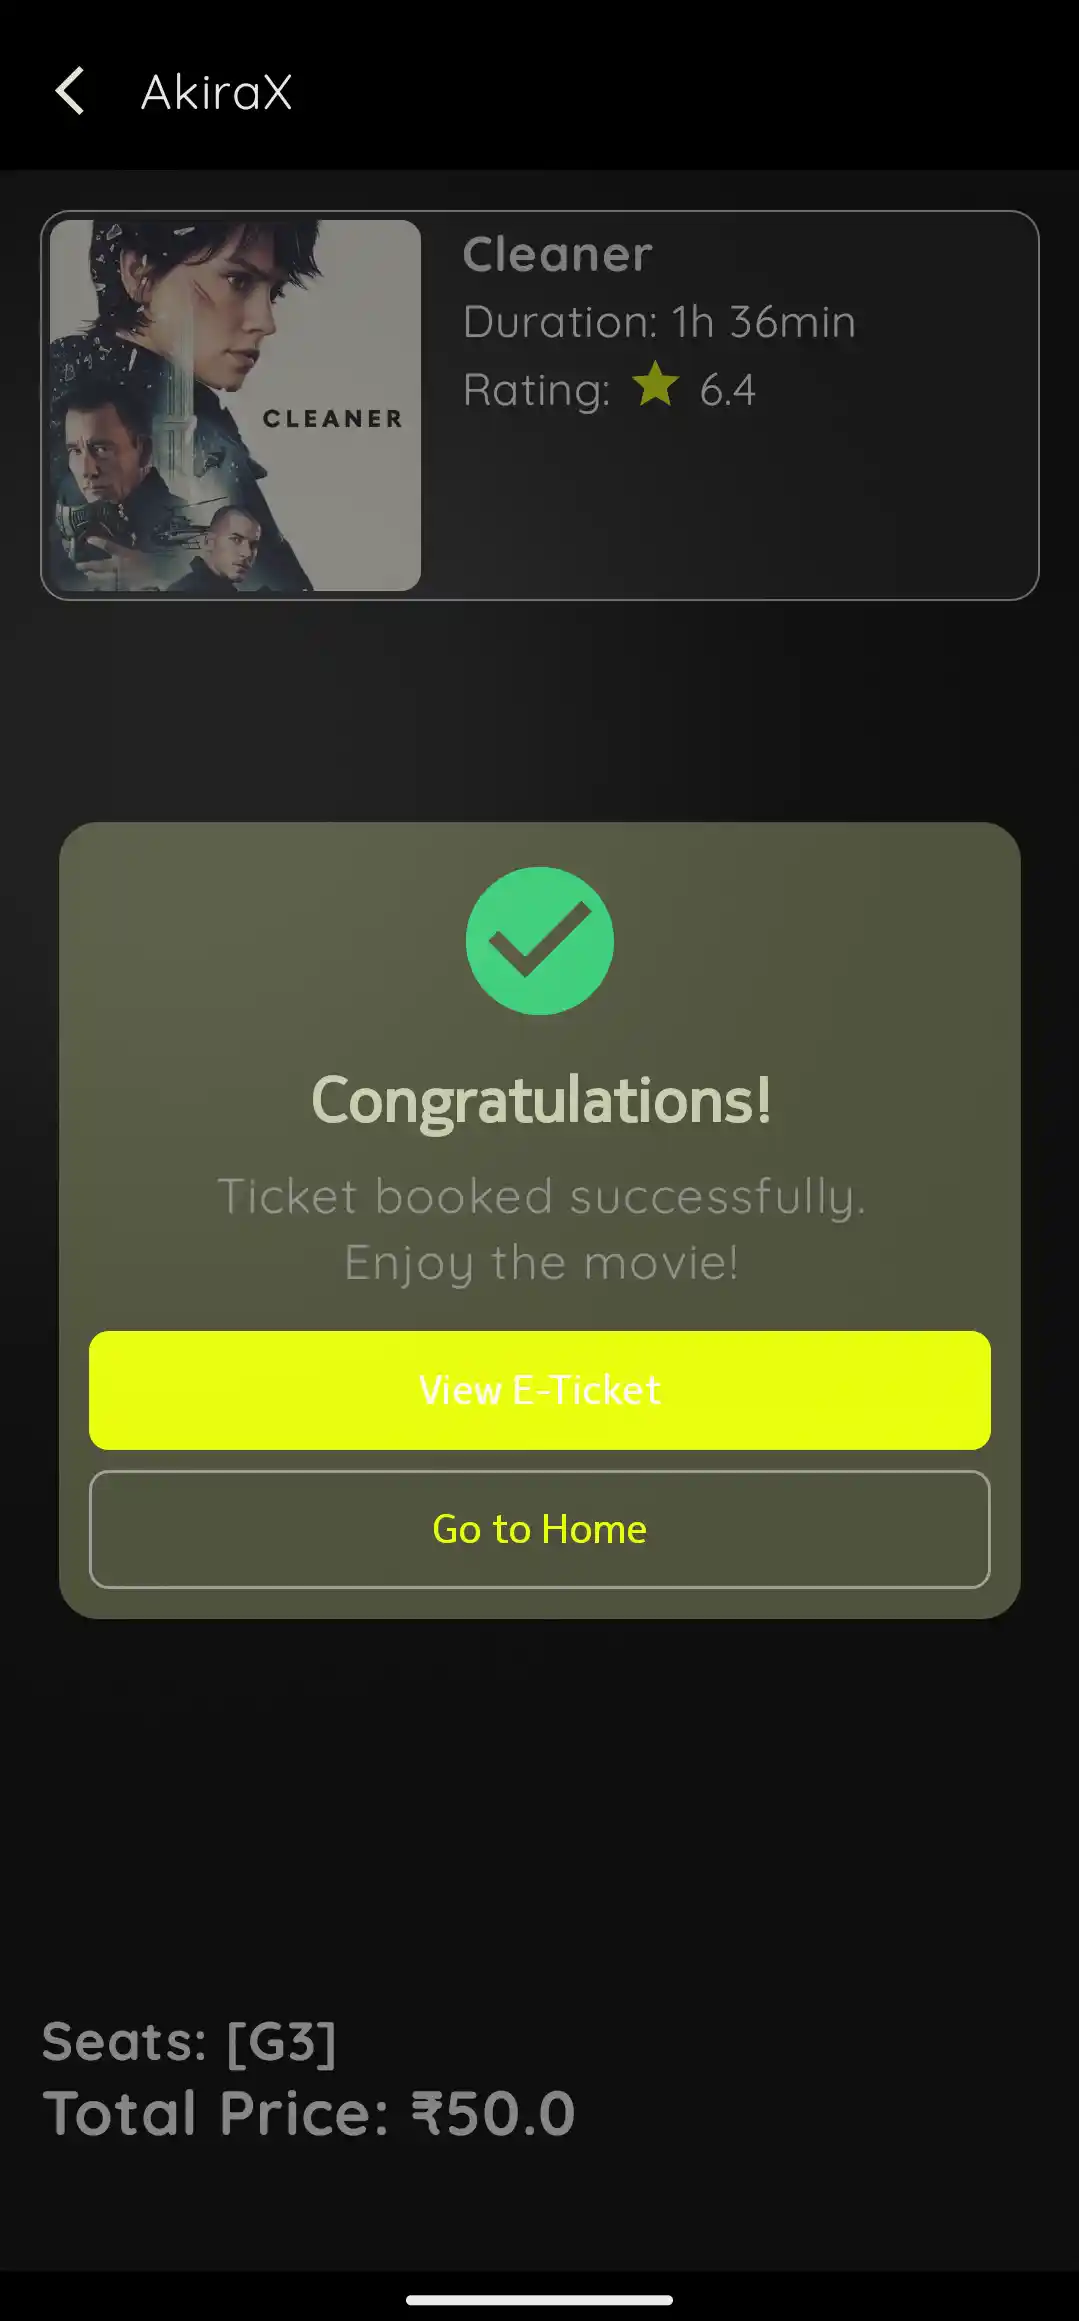 AkiraX
Cleaner
Duration: 1h 36min
Rating: 6.4
CLEANER
Congratulations!
Ticket booked successfully.
Enjoy the movie!
View E-Ticket
Go to Home
Seats: [G3]
Total Price: ₹50.0